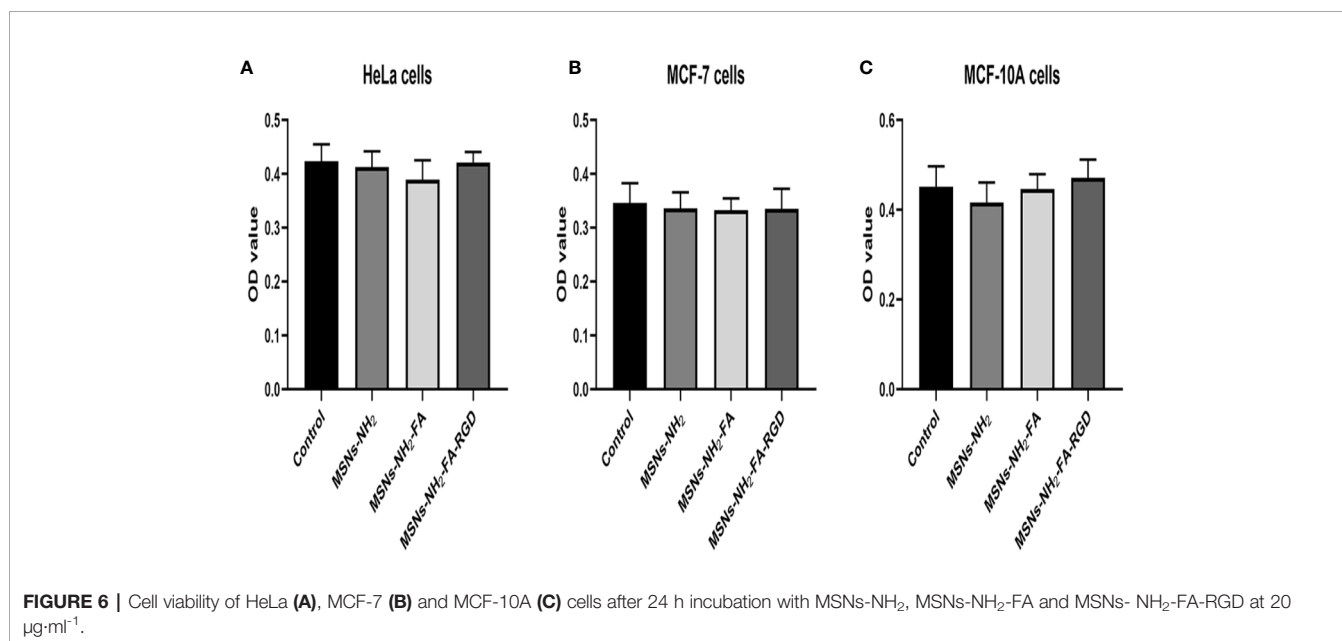 A
HeLa cells
OD value
0.5
0.4
0.3
0.2
0.1
0.0
Control
MSNs-NH₂
MSNs-NH₂-FA
MSNs-NH₂-FA-RGD
B
MCF-7 cells
OD value
0.5
0.4
0.3
0.2
0.1
0.0
Control
MSNs-NH₂
MSNs-NH₂-FA
MSNs-NH₂-FA-RGD
C
MCF-10A cells
OD value
0.6
0.4
0.2
0.0
Control
MSNs-NH₂
MSNs-NH₂-FA
MSNs-NH₂-FA-RGD
FIGURE 6 | Cell viability of HeLa (A), MCF-7 (B) and MCF-10A (C) cells after 24 h incubation with MSNs-NH₂, MSNs-NH₂-FA and MSNs- NH₂-FA-RGD at 20
µg·ml⁻¹.